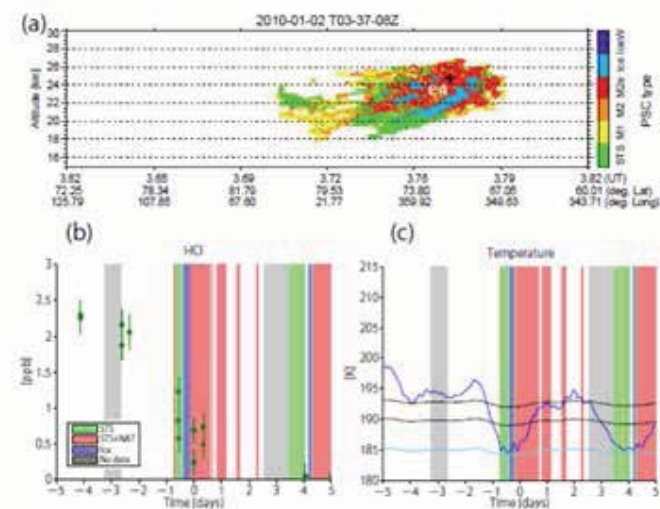 (a)
2010-01-02 T03-37-08Z
Altitude [km]
30
28
26
24
22
20
18
16
STS M1 M2 M2e Ice IceW
PSC type
3.62 3.65 3.69 3.72 3.76 3.79 3.82 (UT)
72.25 78.34 81.79 79.53 73.80 67.06 60.01 (deg. Lat)
125.79 107.85 67.60 21.77 359.92 349.63 343.71 (deg. Long)
(b)
HCl
[ppb]
3
2.5
2
1.5
1
0.5
0
STS
STS+NAT
Ice
No data
−5 −4 −3 −2 −1 0 1 2 3 4 5
Time [days]
(c)
Temperature
[K]
215
210
205
200
195
190
185
180
−5 −4 −3 −2 −1 0 1 2 3 4 5
Time [days]